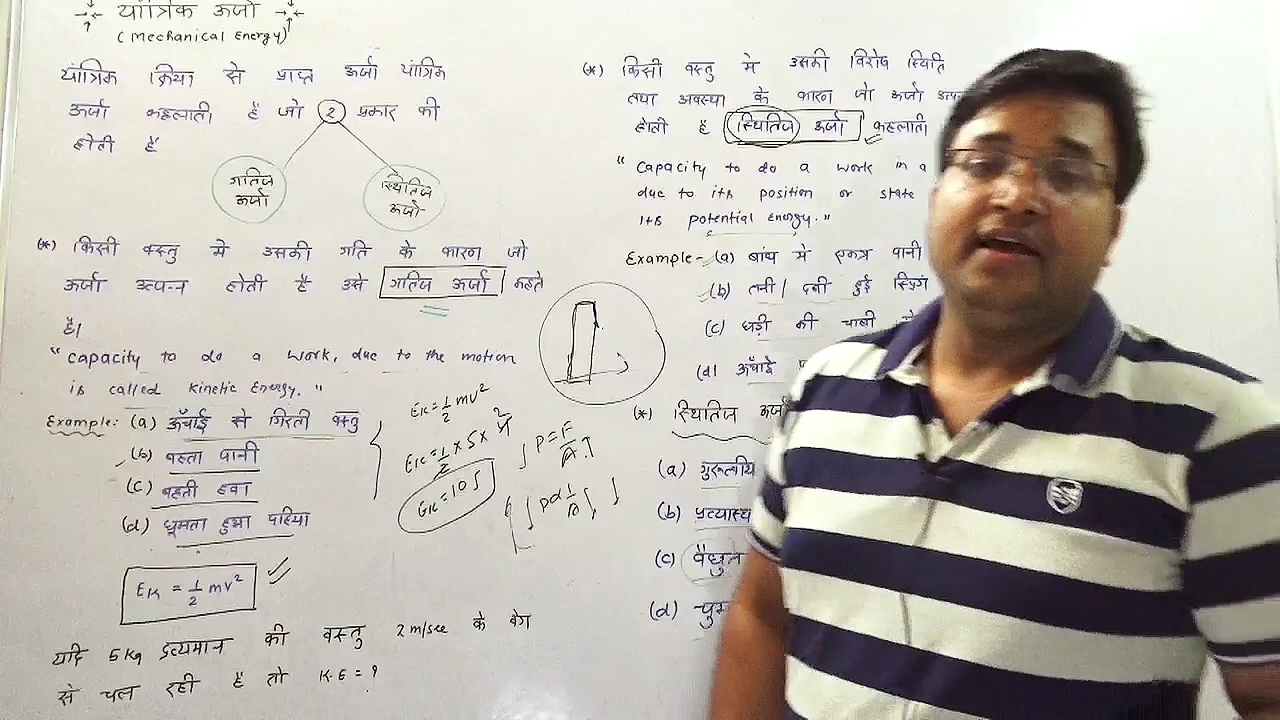 यांत्रिक ऊर्जा
(Mechanical Energy)
यांत्रिक क्रिया से प्राप्त ऊर्जा यांत्रिक
ऊर्जा कहलाती है जो 2 प्रकार की
होती है
गतिज
ऊर्जा
स्थितिज
ऊर्जा
(*) किसी वस्तु मे उसकी गति के कारण जो
ऊर्जा उत्पन्न होती है उसे गतिज ऊर्जा कहते
है।
"capacity to do a work, due to the motion
is called kinetic Energy."
Example: (a) ऊँचाई से गिरती वस्तु
(b) बहता पानी
(c) बहती हवा
(d) घूमता हुआ पहिया
EK = 1/2 mv²
EK = 1/2 mv²
EK = 1/2 × 5 ×
EK = 10 J
P = F/A
P α 1/A
यदि 5 Kg द्रव्यमान की वस्तु 2 m/sec के वेग
से चल रही है तो K.E = ?
(*) किसी वस्तु मे उसकी विशेष स्थिति
तथा अवस्था के कारण जो ऊर्जा
होती है स्थितिज ऊर्जा कहलाती
"Capacity to do a work in a
due to its position or state
its potential energy."
Example- (a) बांध मे एकत्र पानी
(b) तनी / दबी हुई स्प्रिंग
(c) घड़ी की चाबी
(d) ऊँचाई
(*) स्थितिज ऊर्जा
(a)
(b)
(c) वैद्युत
(d)